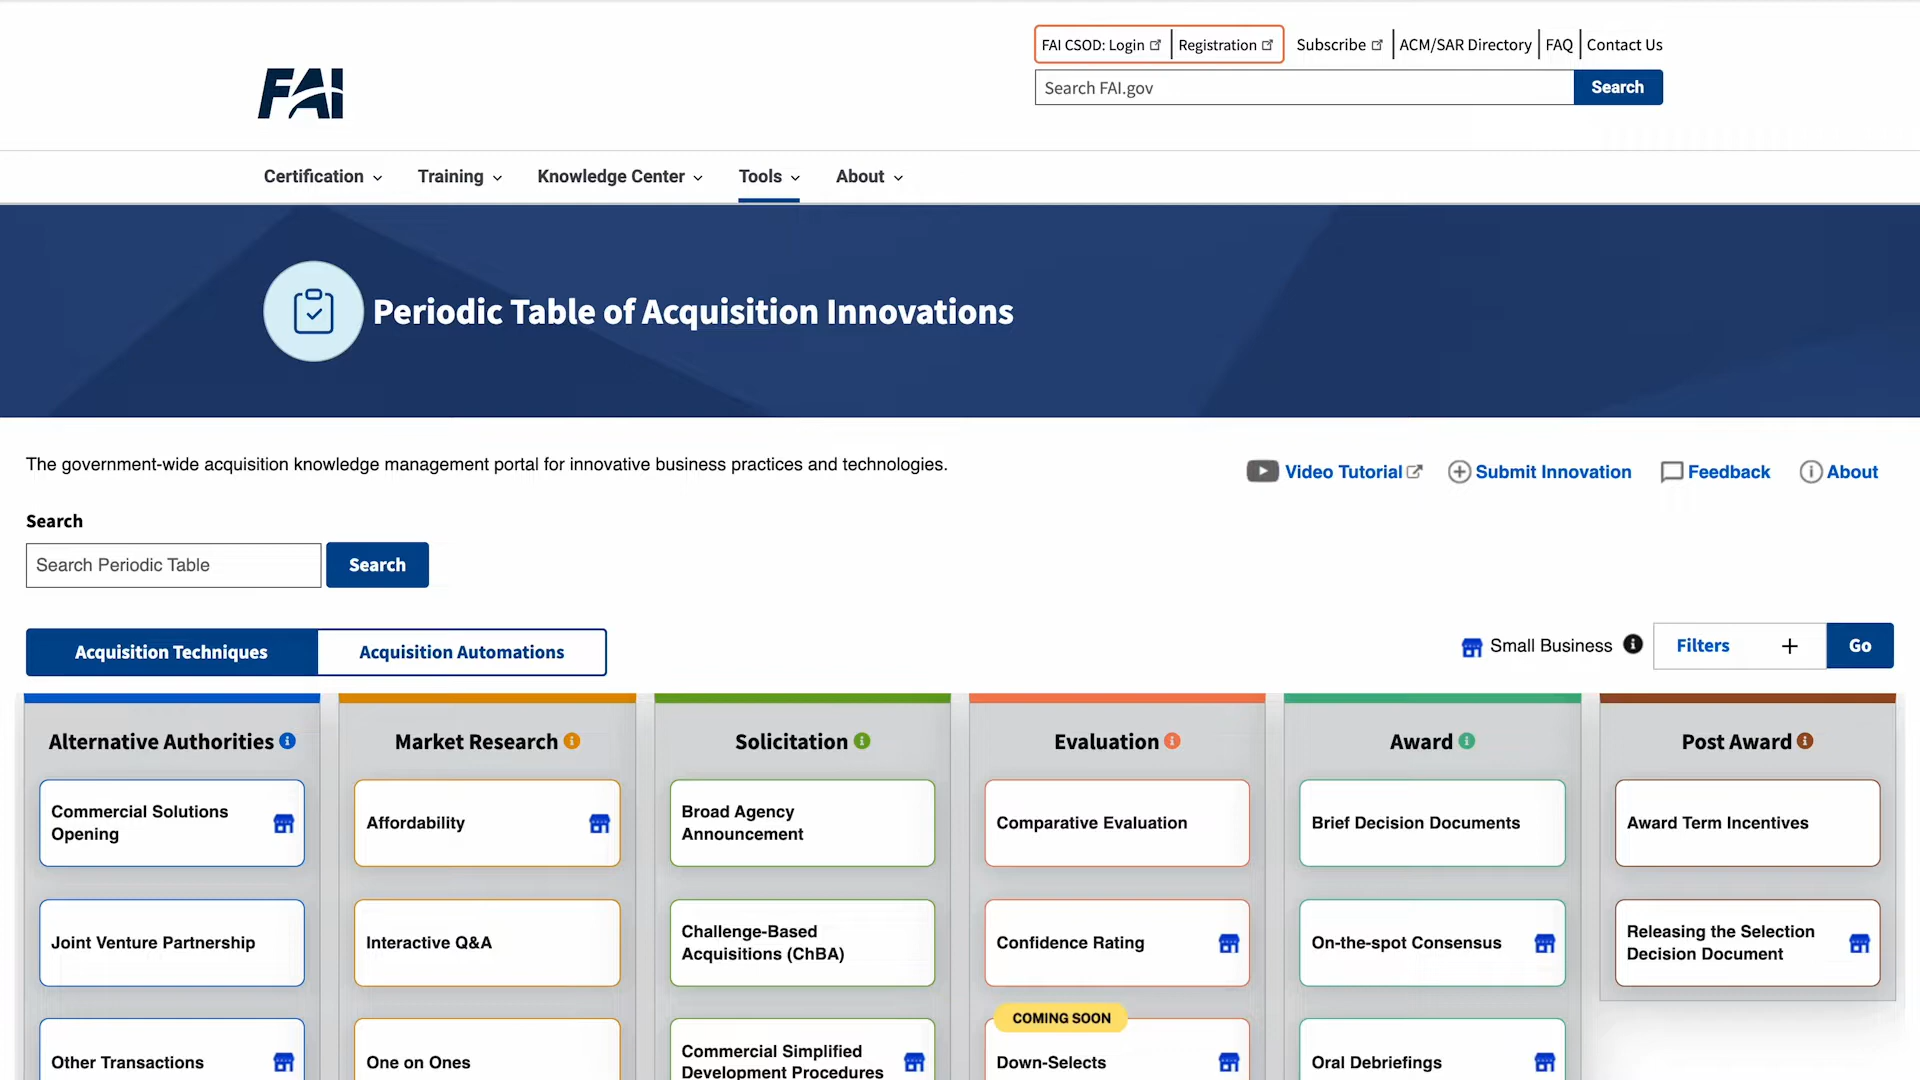 FAI CSOD: Login
Registration
Subscribe
ACM/SAR Directory
FAQ
Contact Us
FAI
Search FAI.gov
Search
Certification
Training
Knowledge Center
Tools
About
Periodic Table of Acquisition Innovations
The government-wide acquisition knowledge management portal for innovative business practices and technologies.
Video Tutorial
Submit Innovation
Feedback
About
Search
Search Periodic Table
Search
Acquisition Techniques
Acquisition Automations
Small Business
Filters
Go
Alternative Authorities
Market Research
Solicitation
Evaluation
Award
Post Award
Commercial Solutions
Opening
Affordability
Broad Agency
Announcement
Comparative Evaluation
Brief Decision Documents
Award Term Incentives
Joint Venture Partnership
Interactive Q&A
Challenge-Based
Acquisitions (ChBA)
Confidence Rating
On-the-spot Consensus
Releasing the Selection
Decision Document
Other Transactions
One on Ones
Commercial Simplified
Development Procedures
COMING SOON
Down-Selects
Oral Debriefings